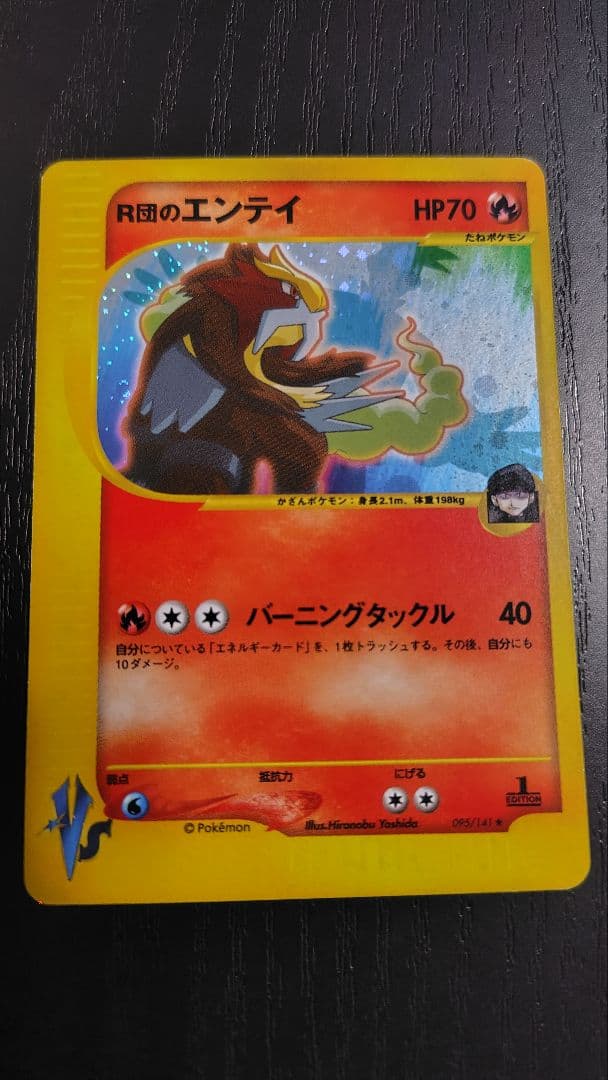 R団のエンテイ HP70
たねポケモン
かざんポケモン：身長2.1m、体重198kg
バーニングタックル 40
自分についている「エネルギーカード」を、1枚トラッシュする。その後、自分にも
10ダメージ。
弱点 抵抗力 にげる
1
EDITION
VS
© Pokémon Illus. Hironobu Yoshida 095/141★